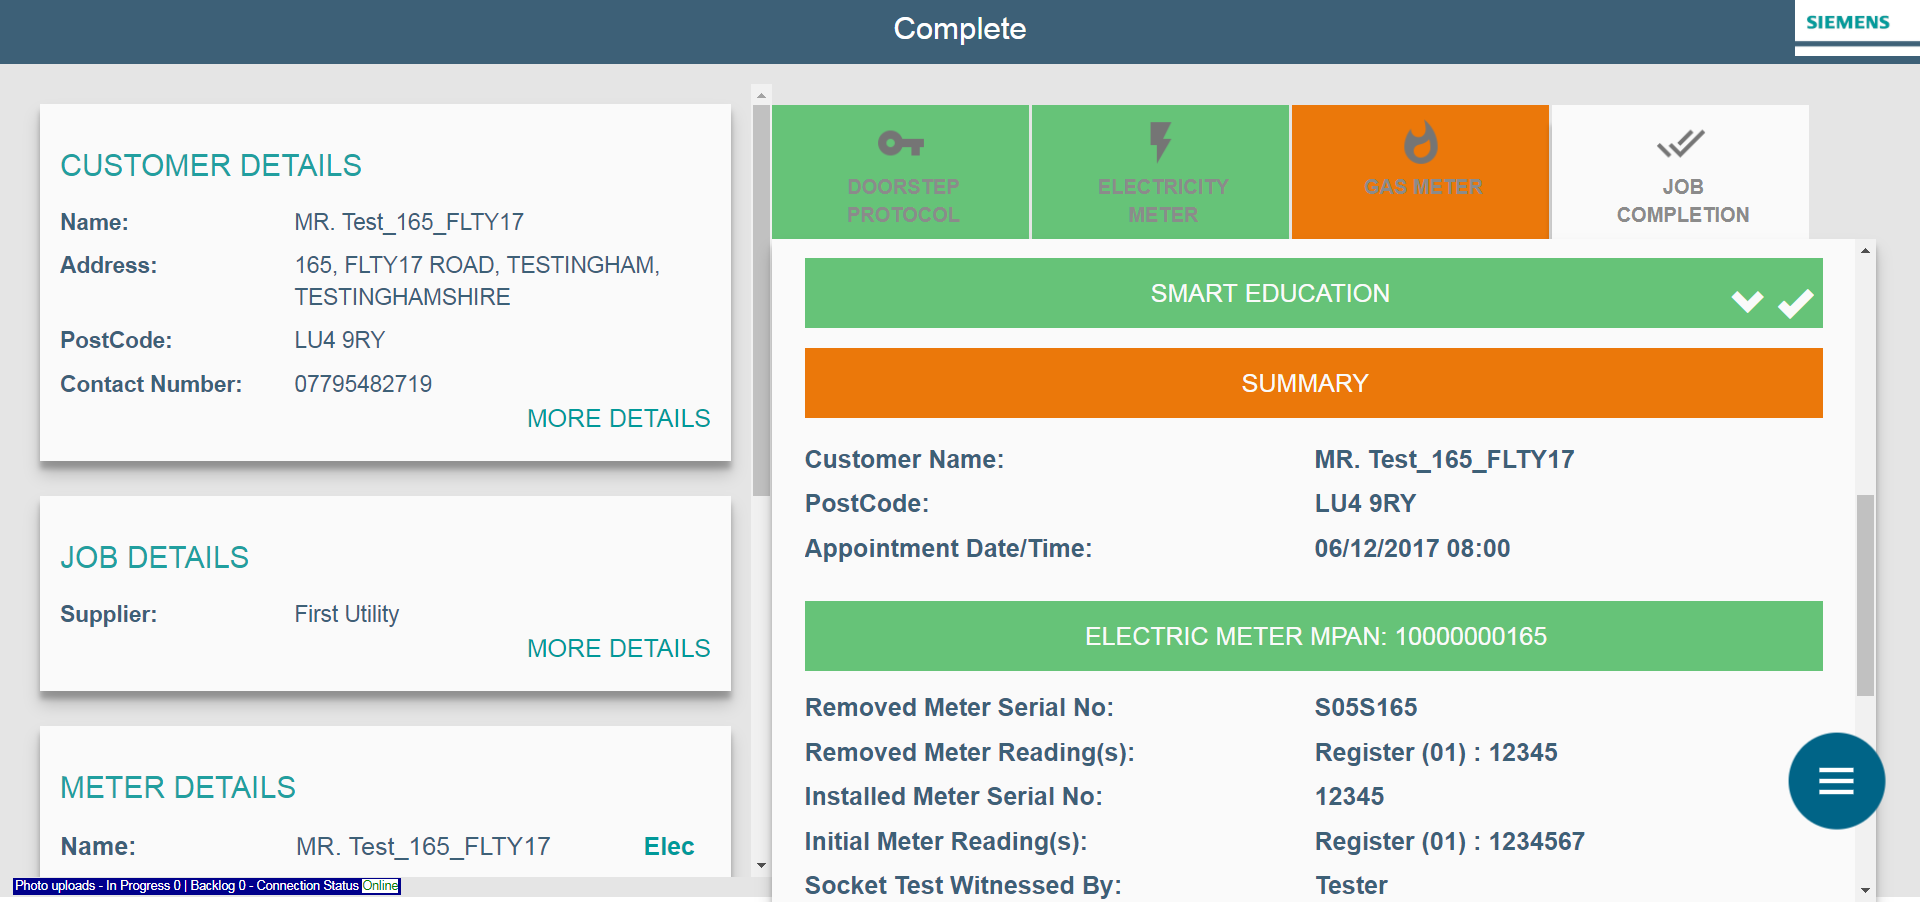 Complete
SIEMENS
CUSTOMER DETAILS
Name: MR. Test_165_FLTY17
Address: 165, FLTY17 ROAD, TESTINGHAM,
TESTINGHAMSHIRE
PostCode: LU4 9RY
Contact Number: 07795482719
MORE DETAILS
JOB DETAILS
Supplier: First Utility
MORE DETAILS
METER DETAILS
Name: MR. Test_165_FLTY17 Elec
Photo uploads - In Progress 0 | Backlog 0 - Connection Status Online
DOORSTEP
PROTOCOL
ELECTRICITY
METER
GAS METER
JOB
COMPLETION
SMART EDUCATION
SUMMARY
Customer Name: MR. Test_165_FLTY17
PostCode: LU4 9RY
Appointment Date/Time: 06/12/2017 08:00
ELECTRIC METER MPAN: 10000000165
Removed Meter Serial No: S05S165
Removed Meter Reading(s): Register (01) : 12345
Installed Meter Serial No: 12345
Initial Meter Reading(s): Register (01) : 1234567
Socket Test Witnessed By: Tester